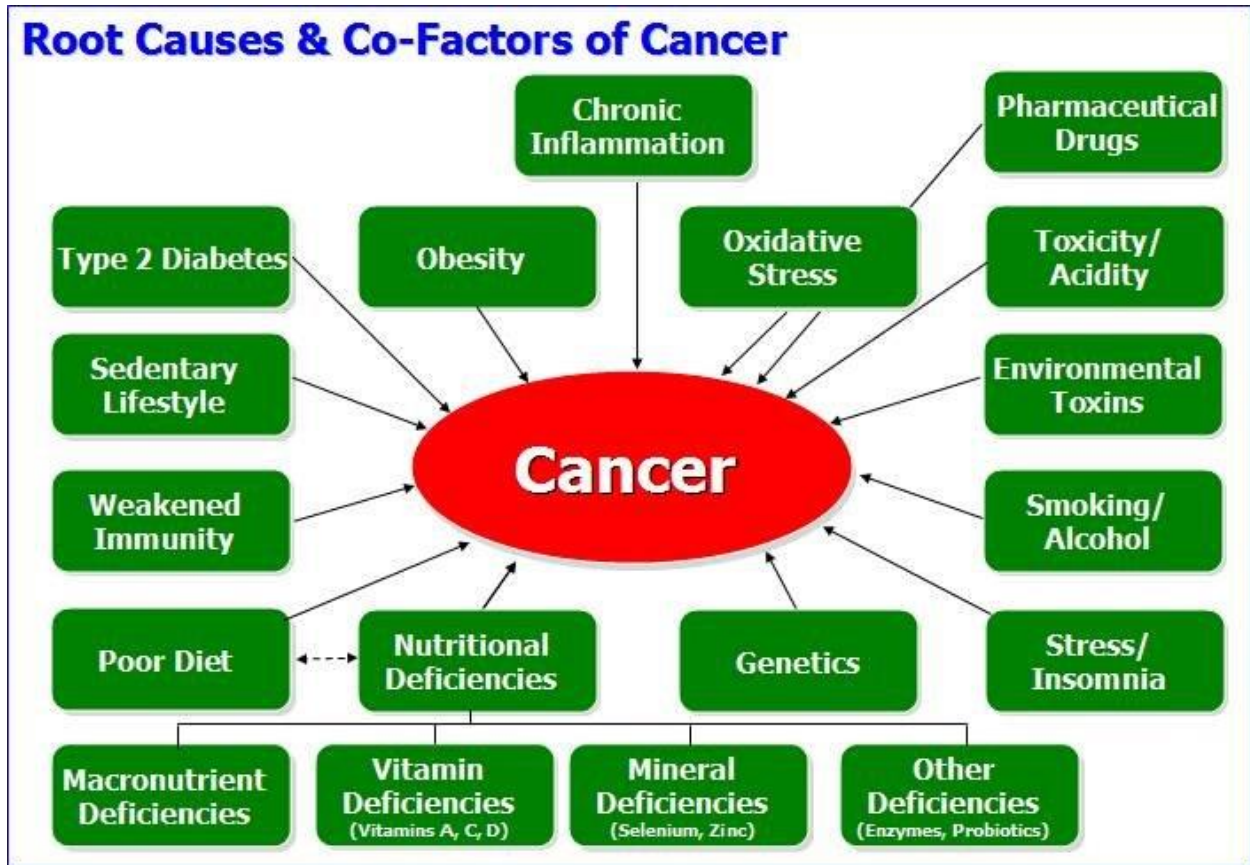 Root Causes & Co-Factors of Cancer
Chronic
Inflammation
Pharmaceutical
Drugs
Type 2 Diabetes
Obesity
Oxidative
Stress
Toxicity/
Acidity
Sedentary
Lifestyle
Environmental
Toxins
Cancer
Weakened
Immunity
Smoking/
Alcohol
Poor Diet
Nutritional
Deficiencies
Genetics
Stress/
Insomnia
Macronutrient
Deficiencies
Vitamin
Deficiencies
(Vitamins A, C, D)
Mineral
Deficiencies
(Selenium, Zinc)
Other
Deficiencies
(Enzymes, Probiotics)